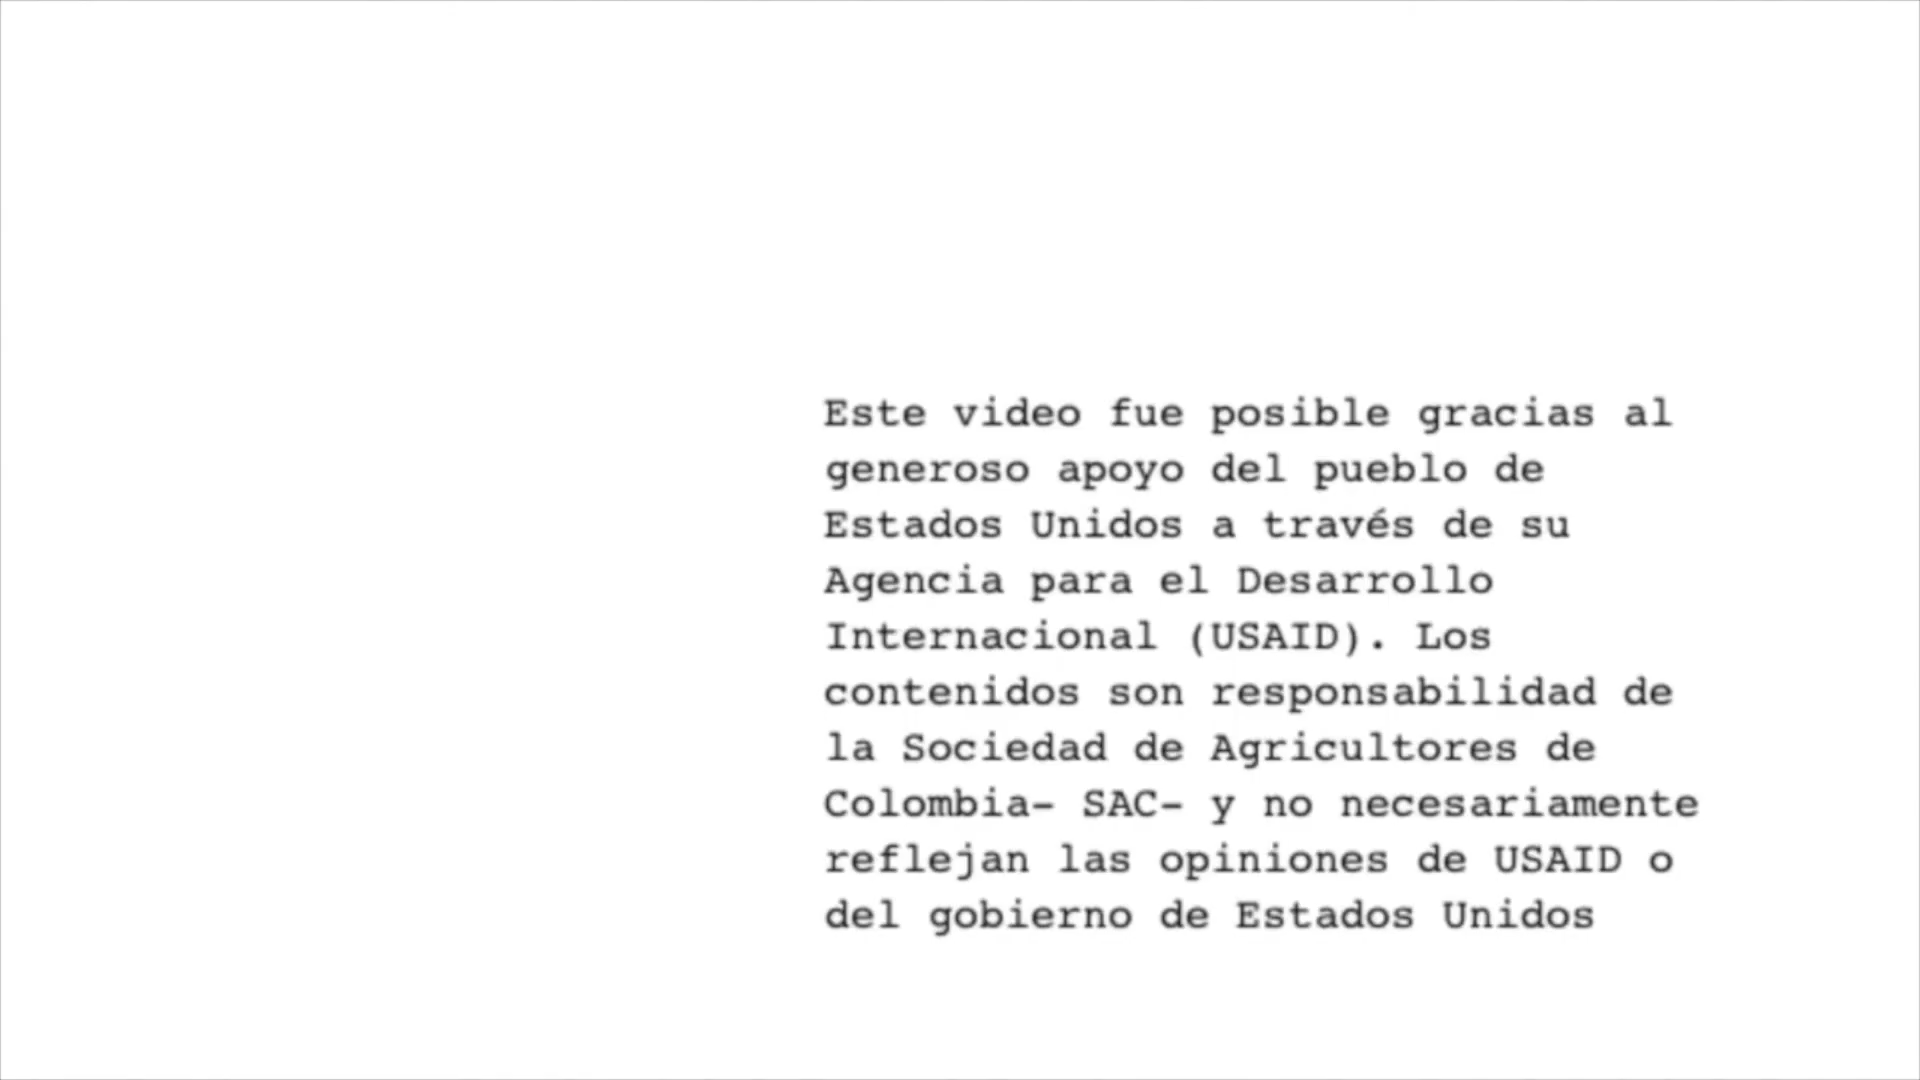 Este video fue posible gracias al
generoso apoyo del pueblo de
Estados Unidos a través de su
Agencia para el Desarrollo
Internacional (USAID). Los
contenidos son responsabilidad de
la Sociedad de Agricultores de
Colombia- SAC- y no necesariamente
reflejan las opiniones de USAID o
del gobierno de Estados Unidos